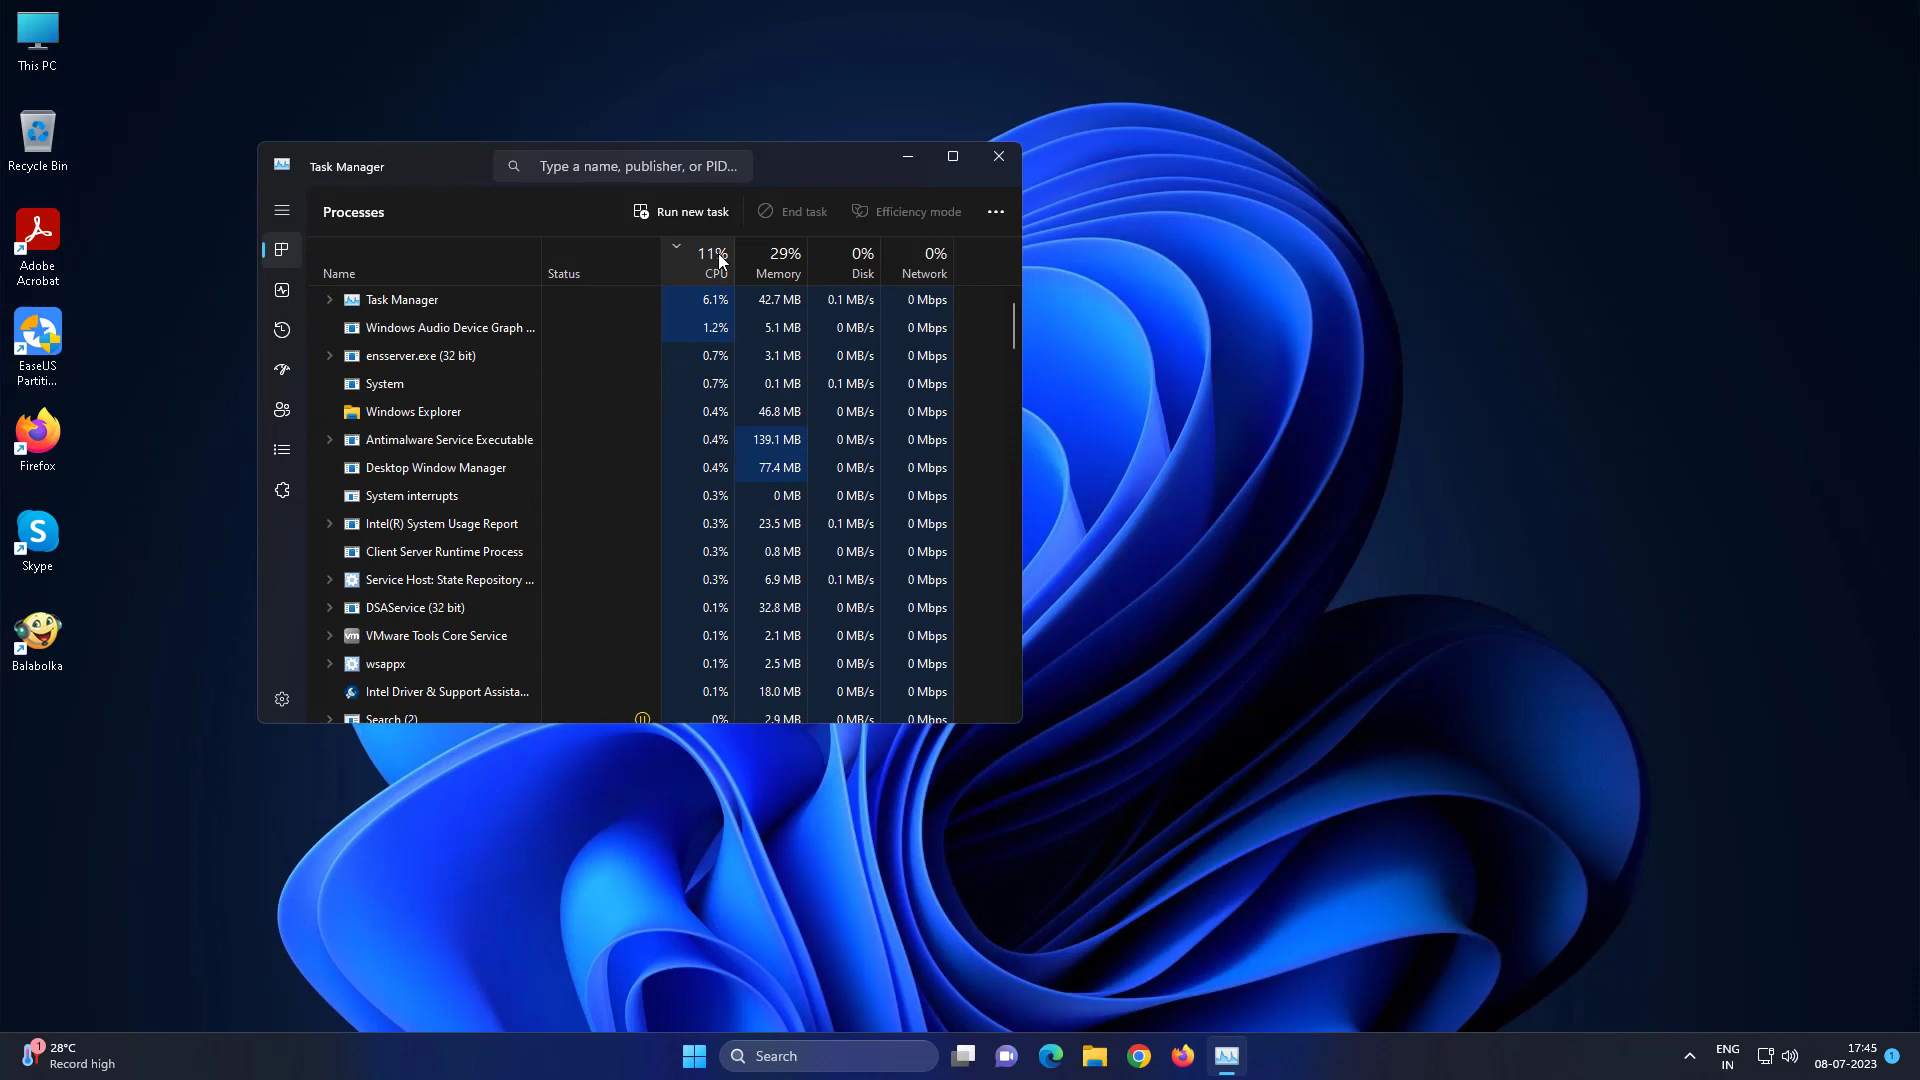 This PC
Recycle Bin
Adobe
Acrobat
EaseUS
Partiti...
Firefox
S
Skype
Balabolka
Task Manager
Type a name, publisher, or PID...
Processes
Run new task
End task
Efficiency mode
Name
Status
11%
CPU
29%
Memory
0%
Disk
0%
Network
Task Manager 6.1% 42.7 MB 0.1 MB/s 0 Mbps
Windows Audio Device Graph ... 1.2% 5.1 MB 0 MB/s 0 Mbps
ensserver.exe (32 bit) 0.7% 3.1 MB 0 MB/s 0 Mbps
System 0.7% 0.1 MB 0.1 MB/s 0 Mbps
Windows Explorer 0.4% 46.8 MB 0 MB/s 0 Mbps
Antimalware Service Executable 0.4% 139.1 MB 0 MB/s 0 Mbps
Desktop Window Manager 0.4% 77.4 MB 0 MB/s 0 Mbps
System interrupts 0.3% 0 MB 0 MB/s 0 Mbps
Intel(R) System Usage Report 0.3% 23.5 MB 0.1 MB/s 0 Mbps
Client Server Runtime Process 0.3% 0.8 MB 0 MB/s 0 Mbps
Service Host: State Repository ... 0.3% 6.9 MB 0.1 MB/s 0 Mbps
DSAService (32 bit) 0.1% 32.8 MB 0 MB/s 0 Mbps
vm VMware Tools Core Service 0.1% 2.1 MB 0 MB/s 0 Mbps
wsappx 0.1% 2.5 MB 0 MB/s 0 Mbps
Intel Driver & Support Assista... 0.1% 18.0 MB 0 MB/s 0 Mbps
Search (2) 0% 2.9 MB 0 MB/s 0 Mbps
1
28°C
Record high
Search
ENG
IN
17:45
08-07-2023
1